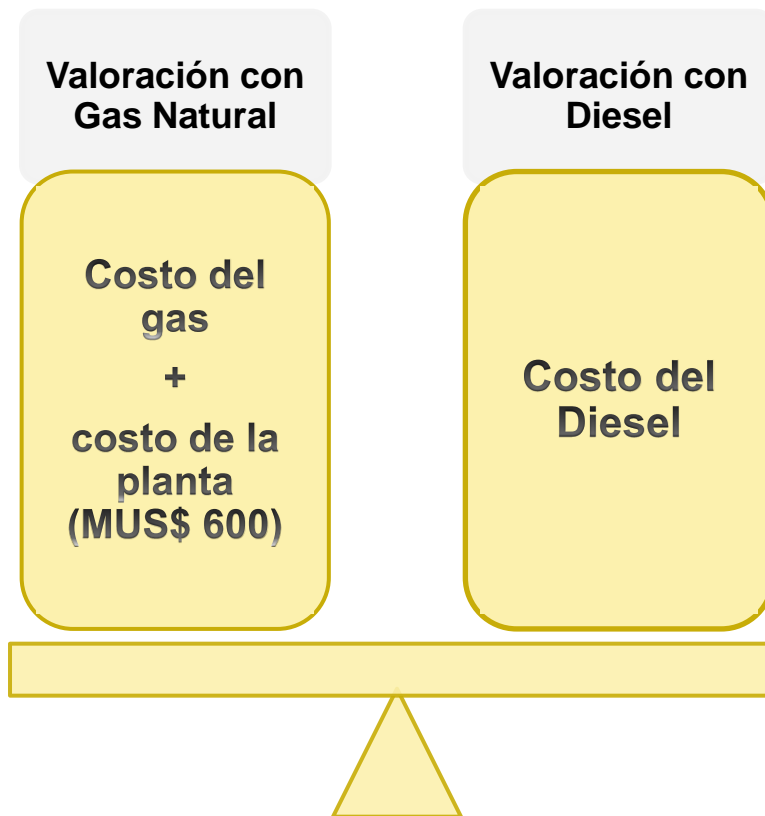 Valoración con
Gas Natural
Costo del
gas
+
costo de la
planta
(MUS$ 600)
Valoración con
Diesel
Costo del
Diesel